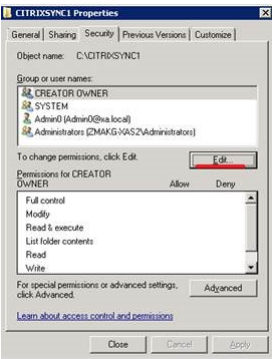 CITRIXSYNC1 Properties
General Sharing Security Previous Versions Customize
Object name: C:\CITRIXSYNC1
Group or user names:
CREATOR OWNER
SYSTEM
Admin0 (Admin0@xa.local)
Administrators (ZMAKG-XAS2\Administrators)
To change permissions, click Edit.
Edit...
Permissions for CREATOR
OWNER Allow Deny
Full control
Modify
Read & execute
List folder contents
Read
Write
For special permissions or advanced settings,
click Advanced.
Advanced
Learn about access control and permissions
Close Cancel Apply